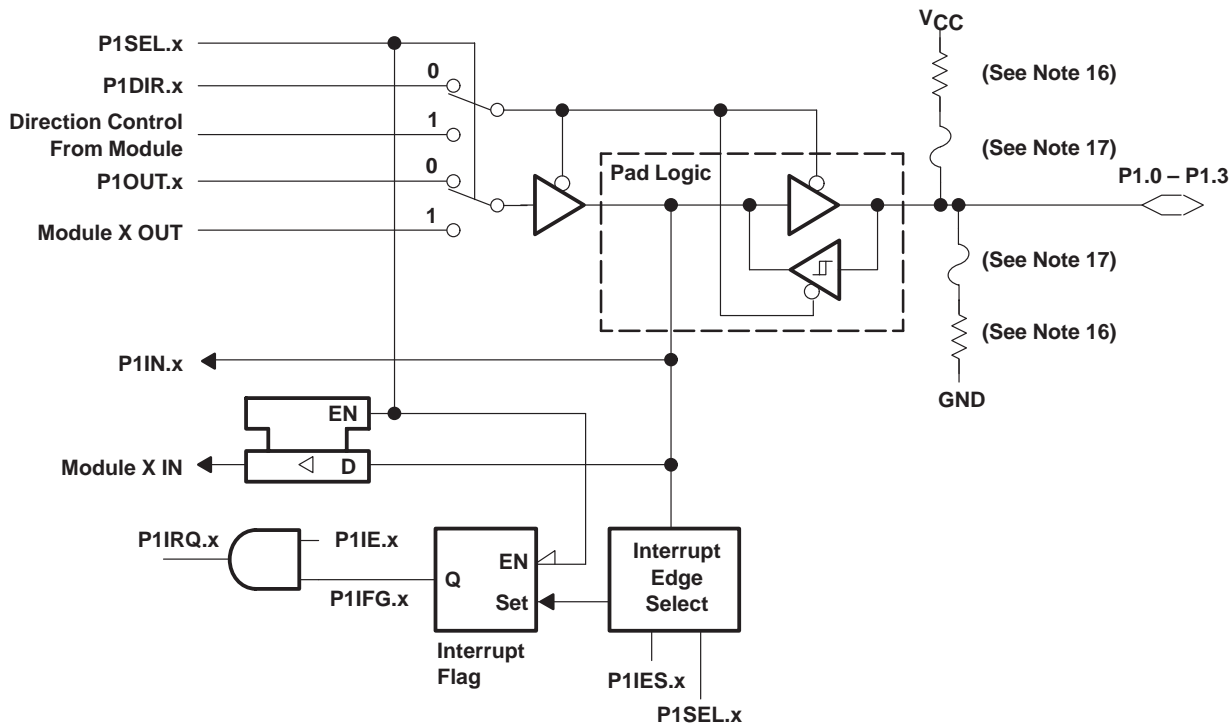 VCC
P1SEL.x
0
(See Note 16)
P1DIR.x
Direction Control
From Module
1
(See Note 17)
0
Pad Logic
P1.0 – P1.3
P1OUT.x
1
Module X OUT
(See Note 17)
(See Note 16)
P1IN.x
GND
EN
Module X IN
D
P1IRQ.x
P1IE.x
P1IFG.x
Q
EN
Set
Interrupt
Edge
Select
Interrupt
Flag
P1IES.x
P1SEL.x